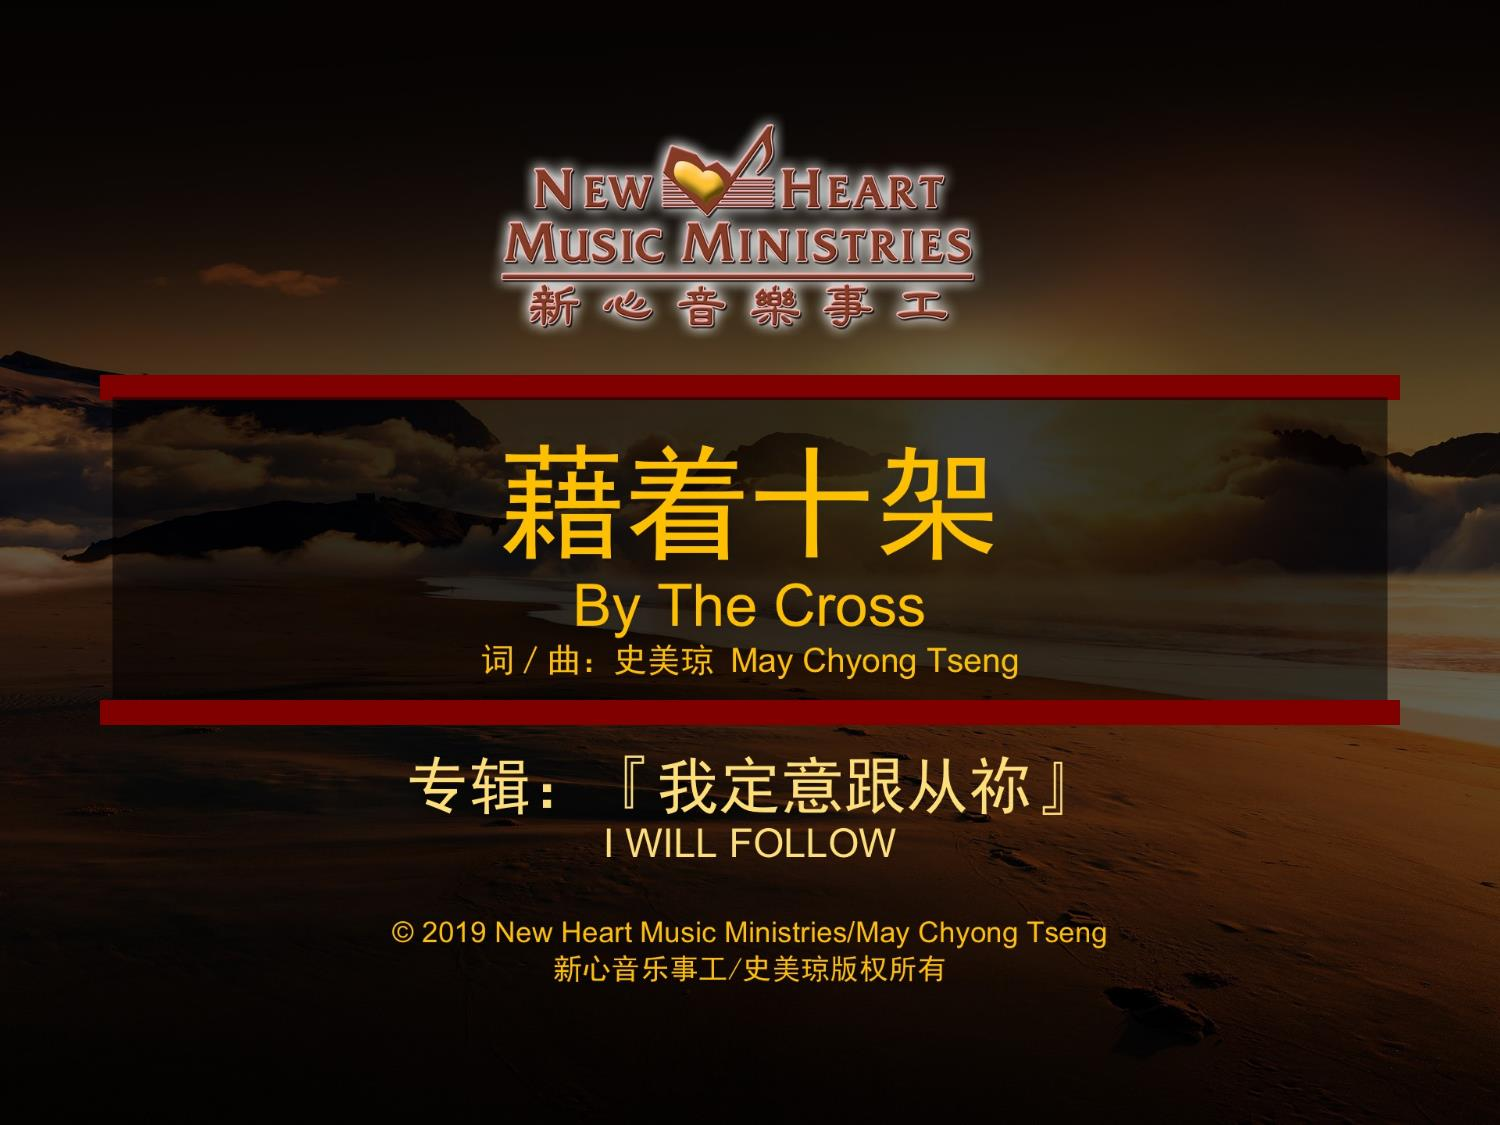 NEW HEART
MUSIC MINISTRIES
新心音樂事工
藉着十架
By The Cross
词 / 曲：史美琼 May Chyong Tseng
专辑：『我定意跟从祢』
I WILL FOLLOW
© 2019 New Heart Music Ministries/May Chyong Tseng
新心音乐事工/史美琼版权所有